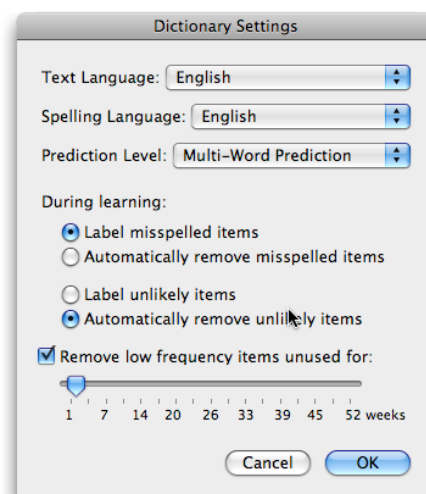 Dictionary Settings
Text Language: English
Spelling Language: English
Prediction Level: Multi-Word Prediction
During learning:
Label misspelled items
Automatically remove misspelled items
Label unlikely items
Automatically remove unlikely items
Remove low frequency items unused for:
1 7 14 20 26 33 39 45 52 weeks
Cancel OK